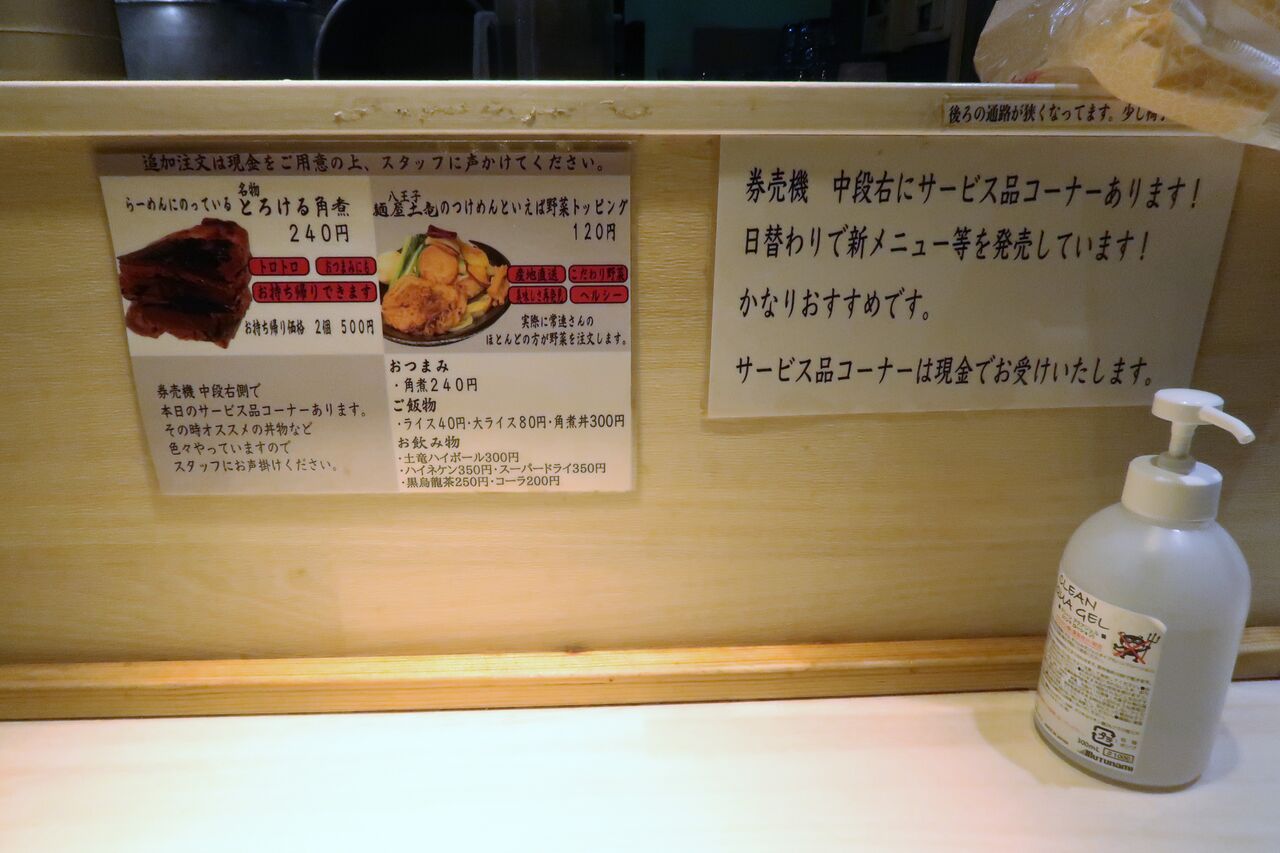 後ろの通路が狭くなってます。少し
追加注文は現金をご用意の上、スタッフに声かけてください。
名物
らーめんにのっている とろける角煮
240円
トロトロ おつまみにも
お持ち帰りできます
お持ち帰り価格 2個 500円
八王子
麺屋土竜のつけめんといえば野菜トッピング
120円
産地直送 こだわり野菜
美味しさ再発見 ヘルシー
実際に常連さんの
ほとんどの方が野菜を注文します。
券売機 中段右側で
本日のサービス品コーナーあります。
その時オススメの丼物など
色々やっていますので
スタッフにお声掛けください。
おつまみ
・角煮240円
ご飯物
・ライス40円・大ライス80円・角煮丼300円
お飲み物
・土竜ハイボール300円
・ハイネケン350円・スーパードライ350円
・黒烏龍茶250円・コーラ200円
券売機 中段右にサービス品コーナーあります！
日替わりで新メニュー等を発売しています！
かなりおすすめです。
サービス品コーナーは現金でお受けいたします。
CLEAN
GEL
300mL